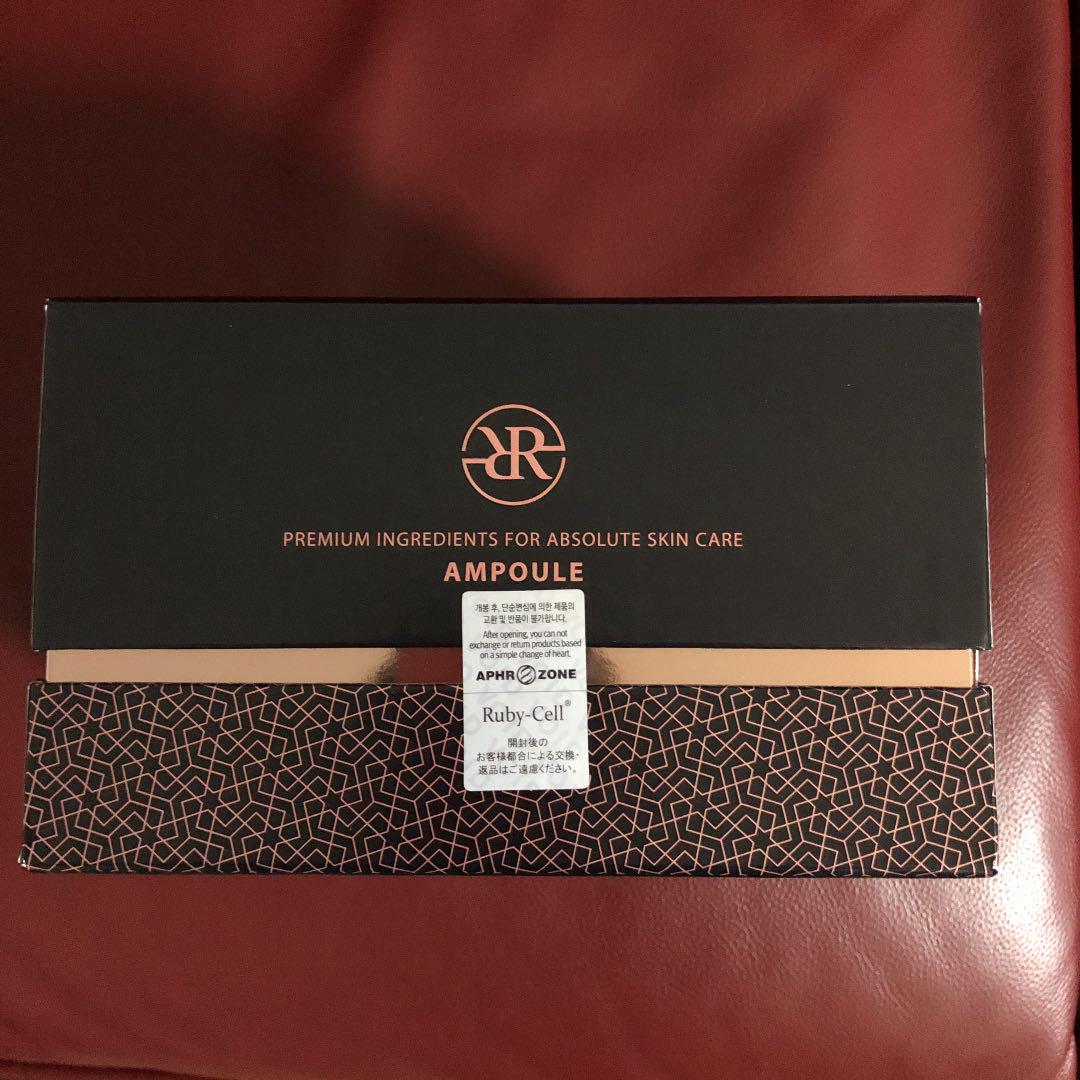 RR
PREMIUM INGREDIENTS FOR ABSOLUTE SKIN CARE
AMPOULE
개봉 후, 단순변심에 의한 제품의
교환 및 반품이 불가합니다.
After opening, you can not
exchange or return products based
on a simple change of heart.
APHROZONE
Ruby-Cell®
開封後の
お客様都合による交換・
返品はご遠慮ください。